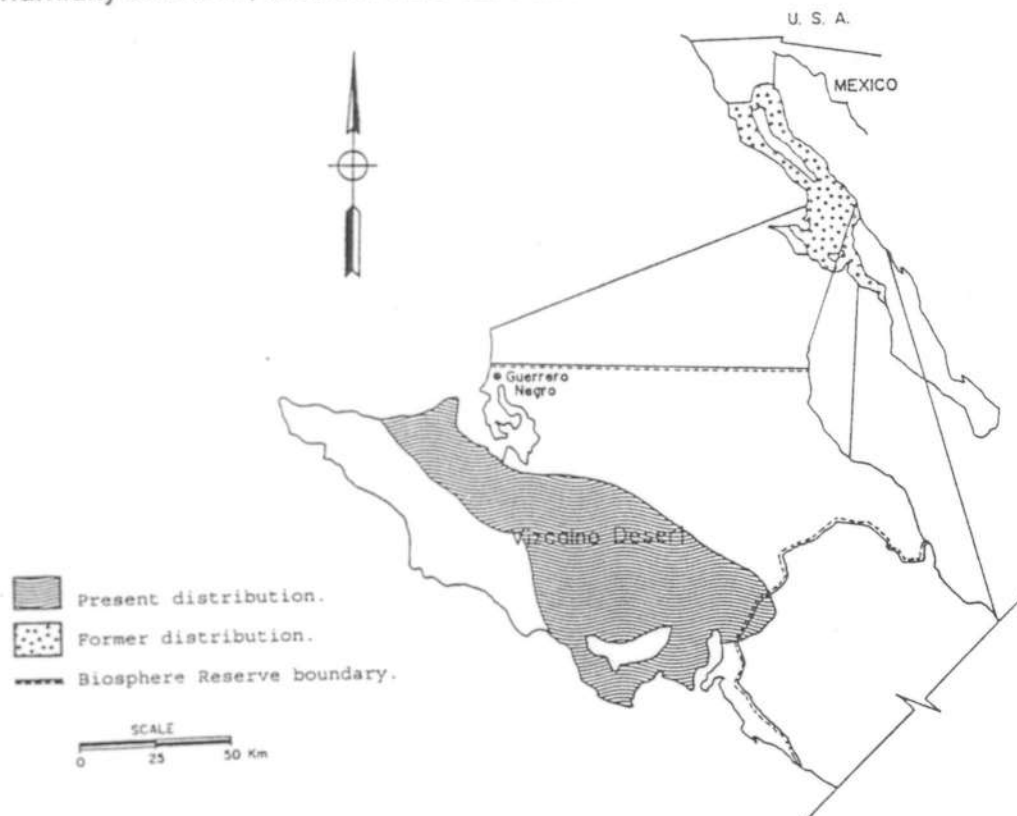 U. S. A.
MEXICO
Guerrero
Negro
Vizcaino Desert
Present distribution.
Former distribution.
Biosphere Reserve boundary.
SCALE
0 25 50 Km